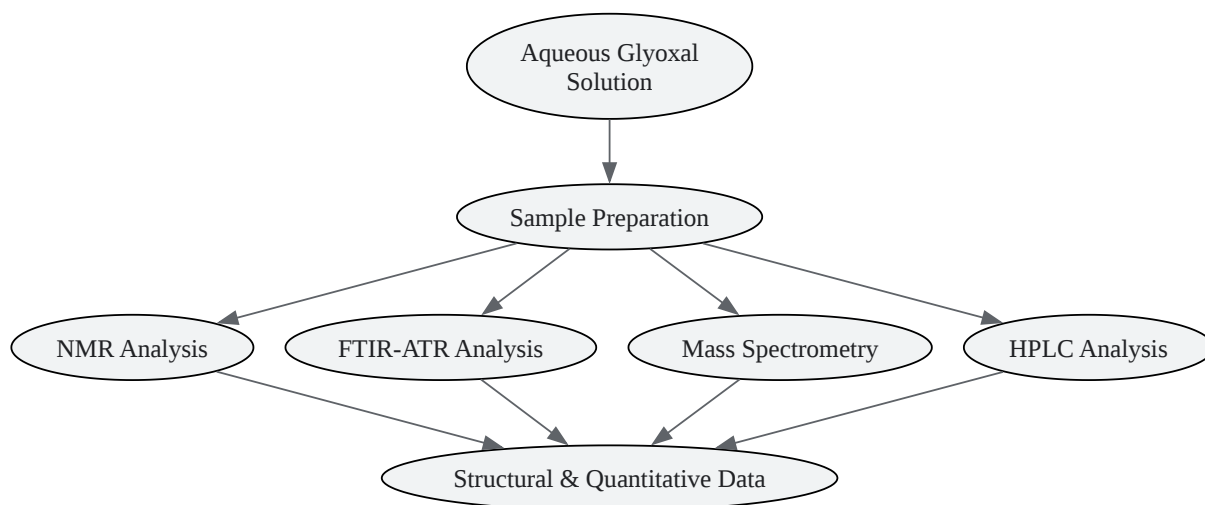 Aqueous Glyoxal
Solution
Sample Preparation
NMR Analysis
FTIR-ATR Analysis
Mass Spectrometry
HPLC Analysis
Structural & Quantitative Data